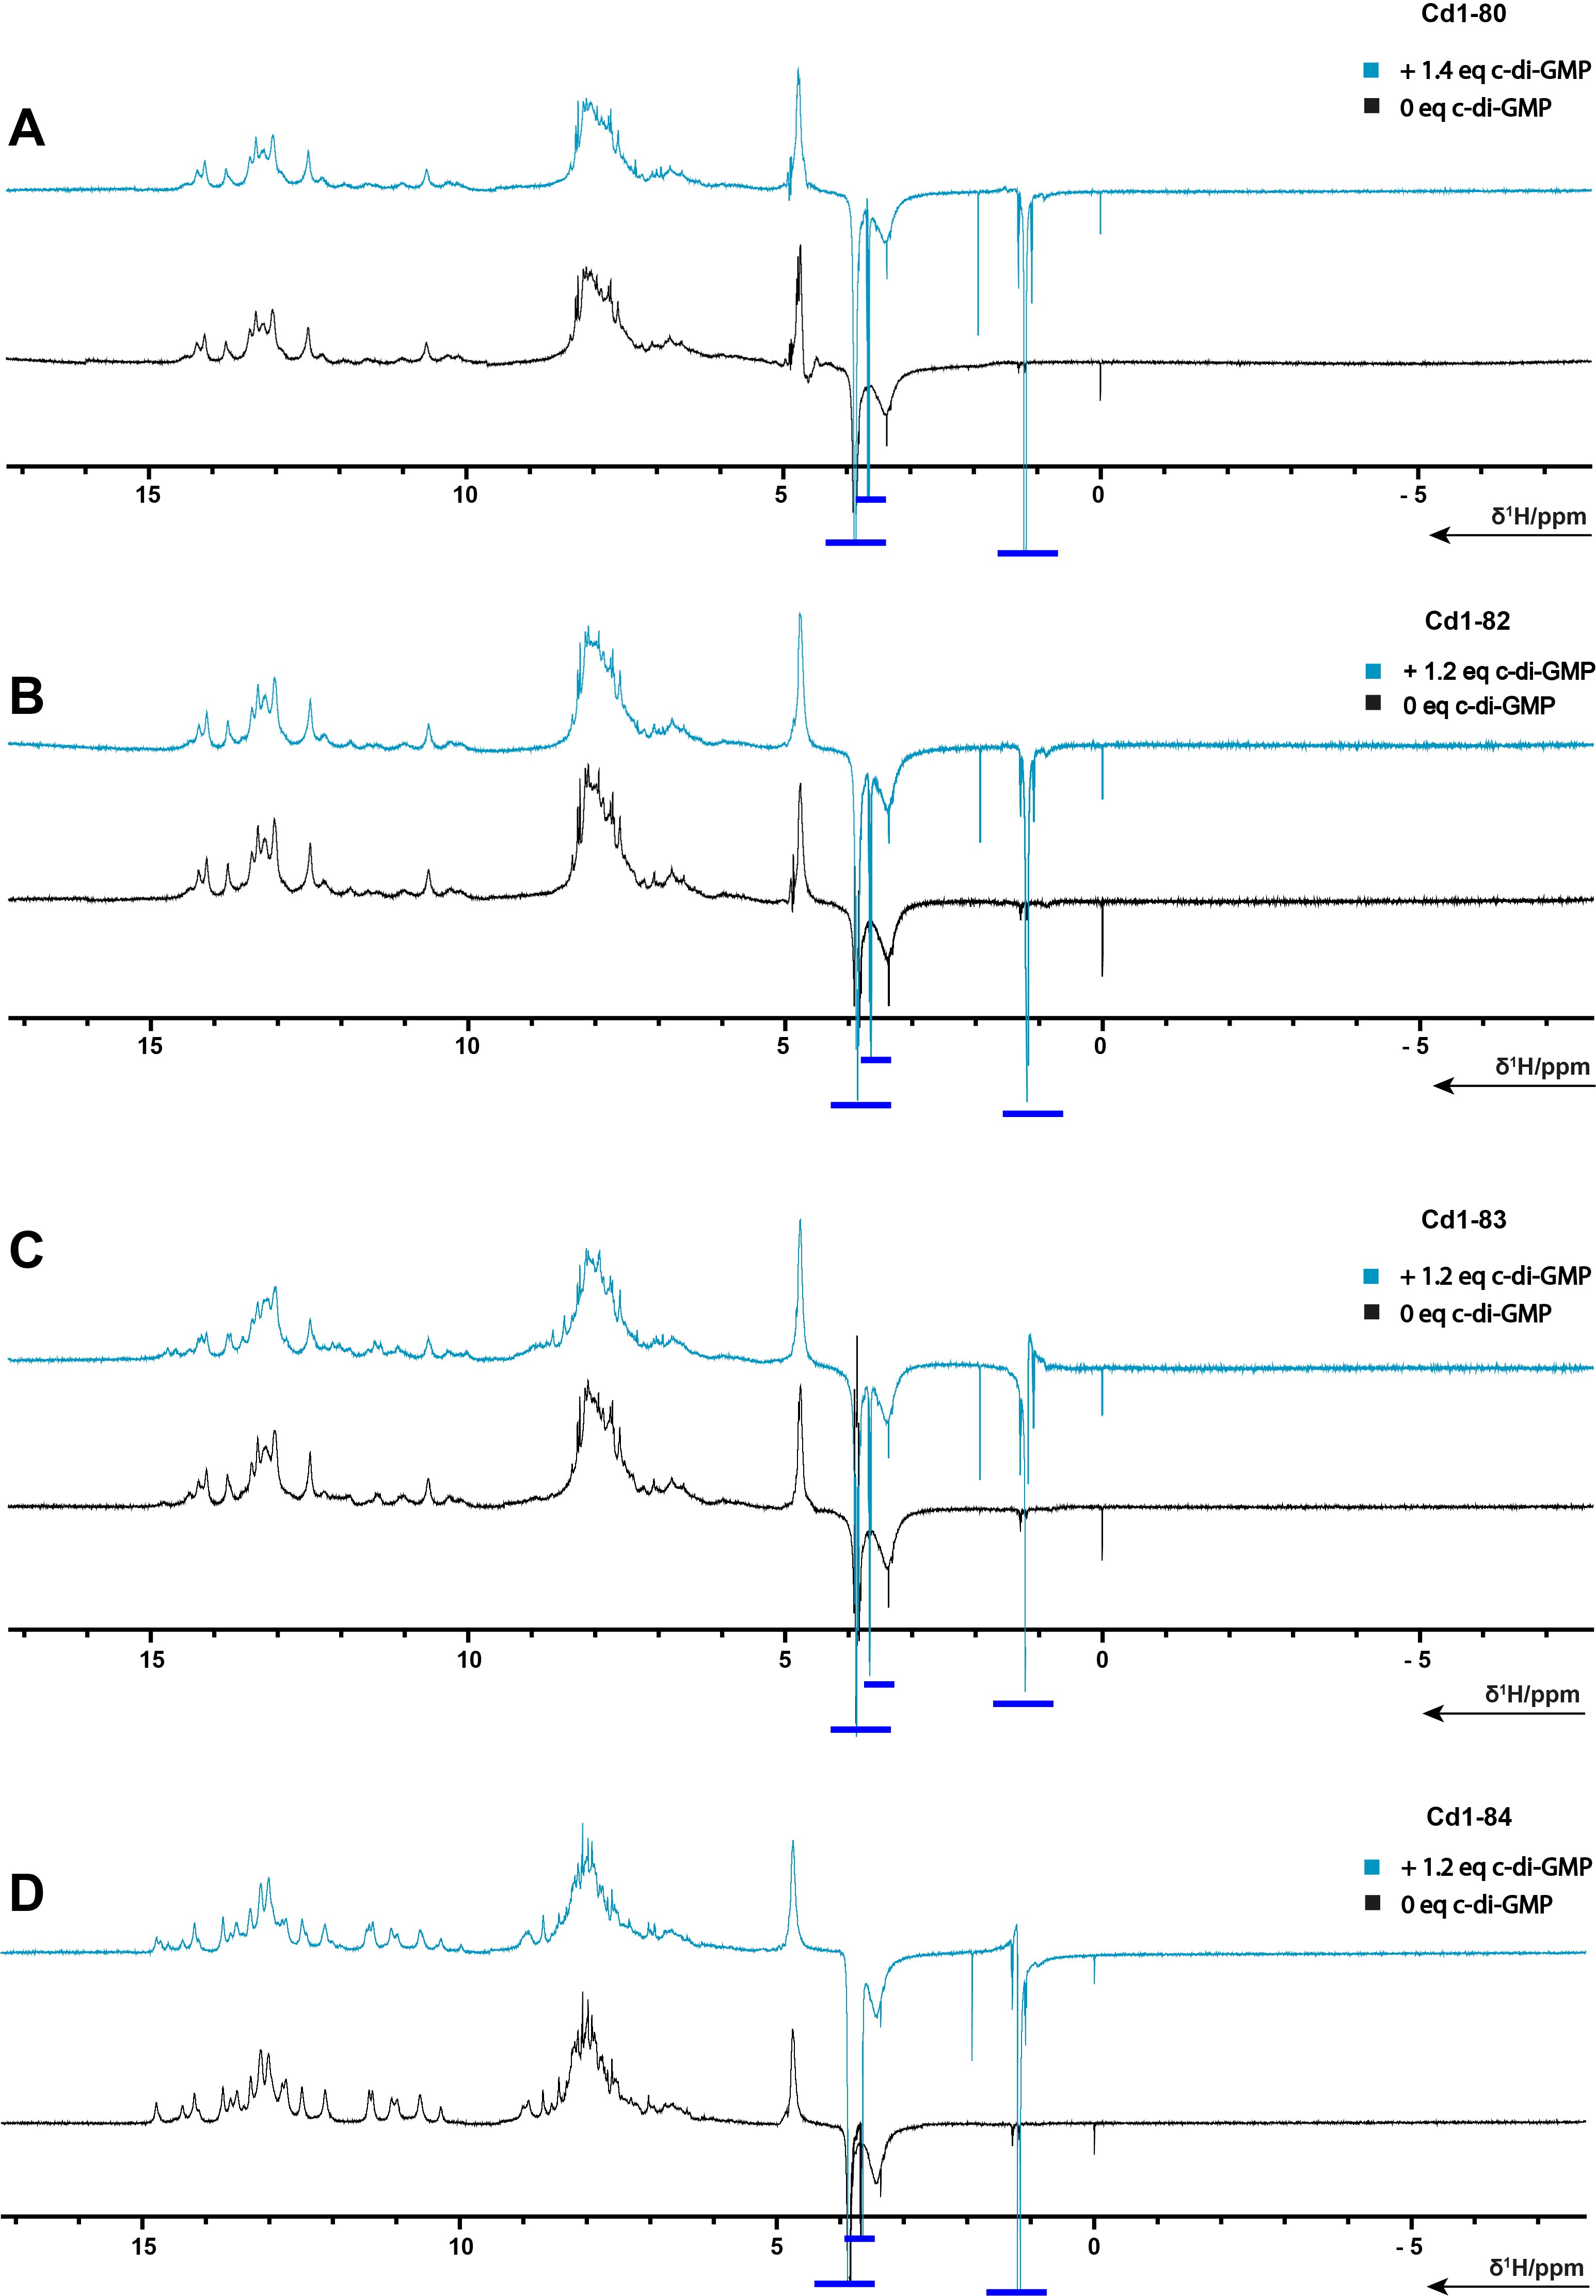 Cd1-80
+ 1.4 eq c-di-GMP
A
0 eq c-di-GMP
15 10 5 0 - 5
δ¹H/ppm
Cd1-82
+ 1.2 eq c-di-GMP
B
0 eq c-di-GMP
15 10 5 0 - 5
δ¹H/ppm
Cd1-83
C
+ 1.2 eq c-di-GMP
0 eq c-di-GMP
15 10 5 0 - 5
δ¹H/ppm
Cd1-84
+ 1.2 eq c-di-GMP
D
0 eq c-di-GMP
15 10 5 0 - 5
δ¹H/ppm